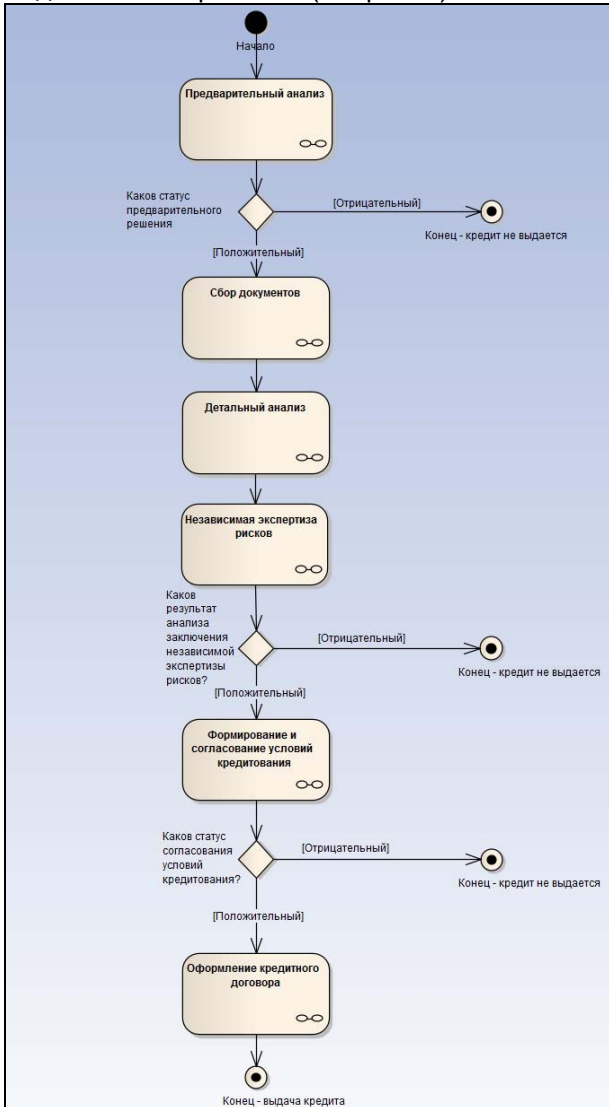 Начало
Предварительный анализ
Каков статус
предварительного
решения
[Отрицательный]
Конец - кредит не выдается
[Положительный]
Сбор документов
Детальный анализ
Независимая экспертиза
рисков
Каков
результат
анализа
заключения
независимой
экспертизы
рисков?
[Отрицательный]
Конец - кредит не выдается
[Положительный]
Формирование и
согласование условий
кредитования
Каков статус
согласования
условий
кредитования?
[Отрицательный]
Конец - кредит не выдается
[Положительный]
Оформление кредитного
договора
Конец - выдача кредита